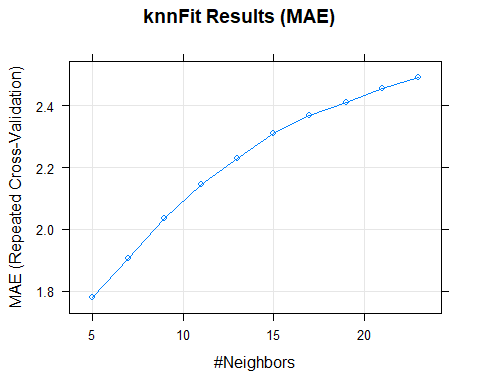 knnFit Results (MAE)
MAE (Repeated Cross-Validation)
2.4
2.2
2.0
1.8
5 10 15 20
#Neighbors